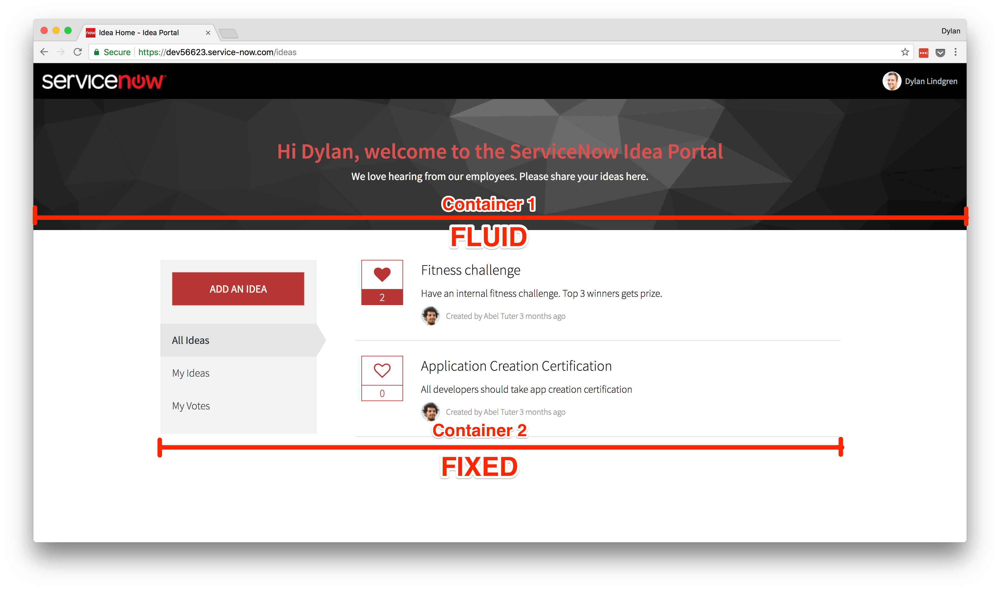 now Idea Home - Idea Portal
Dylan
Secure https://dev56623.service-now.com/ideas
servicenow
Dylan Lindgren
Hi Dylan, welcome to the ServiceNow Idea Portal
We love hearing from our employees. Please share your ideas here.
Container 1
FLUID
ADD AN IDEA
All Ideas
My Ideas
My Votes
Fitness challenge
2
Have an internal fitness challenge. Top 3 winners gets prize.
Created by Abel Tuter 3 months ago
Application Creation Certification
0
All developers should take app creation certification
Created by Abel Tuter 3 months ago
Container 2
FIXED